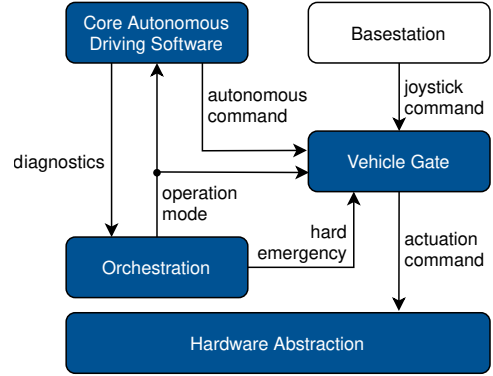 Core Autonomous
Driving Software
Basestation
autonomous
command
joystick
command
diagnostics
Vehicle Gate
operation
mode
hard
emergency
actuation
command
Orchestration
Hardware Abstraction